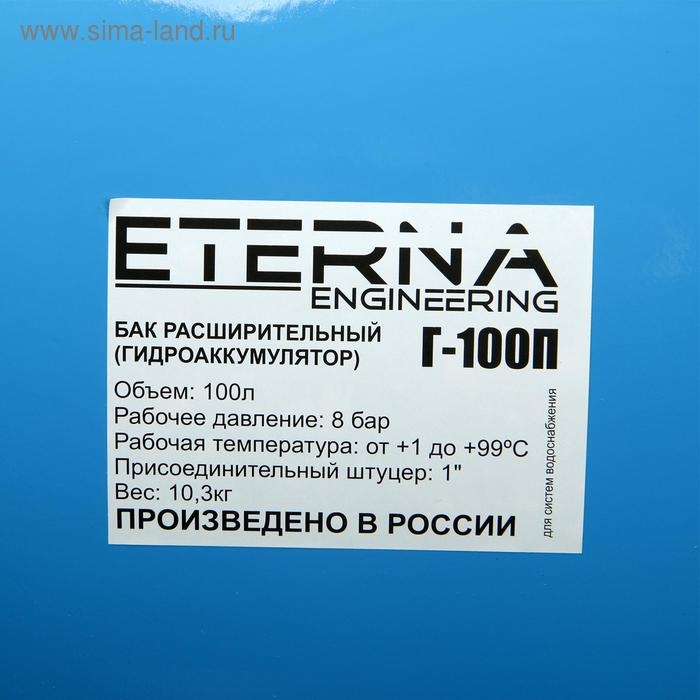 www.sima-land.ru
ETERNA
ENGINEERING
БАК РАСШИРИТЕЛЬНЫЙ
(ГИДРОАККУМУЛЯТОР)
Г-100П
Объем: 100л
Рабочее давление: 8 бар
Рабочая температура: от +1 до +99ºС
Присоединительный штуцер: 1"
Вес: 10,3кг
ПРОИЗВЕДЕНО В РОССИИ
для систем водоснабжения